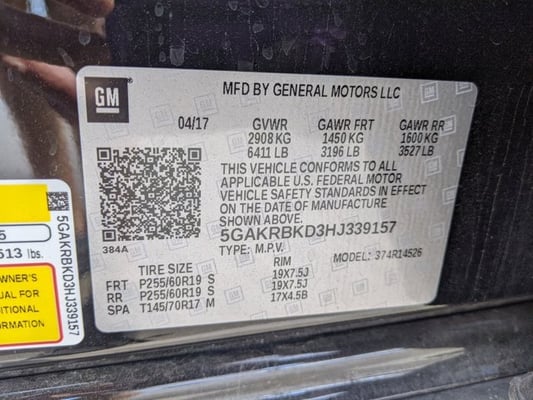 GM
MFD BY GENERAL MOTORS LLC
04/17 GVWR GAWR FRT GAWR RR
2908 KG 1450 KG 1600 KG
6411 LB 3196 LB 3527 LB
THIS VEHICLE CONFORMS TO ALL
APPLICABLE U.S. FEDERAL MOTOR
VEHICLE SAFETY STANDARDS IN EFFECT
ON THE DATE OF MANUFACTURE
SHOWN ABOVE.
384A
5GAKRBKD3HJ339157
TYPE: M.P.V. MODEL: 374R14526
TIRE SIZE RIM
FRT P255/60R19 S 19X7.5J
RR P255/60R19 S 19X7.5J
SPA T145/70R17 M 17X4.5B
513 lbs.
WNER'S
UAL FOR
ITIONAL
RMATION
5GAKRBKD3HJ339157